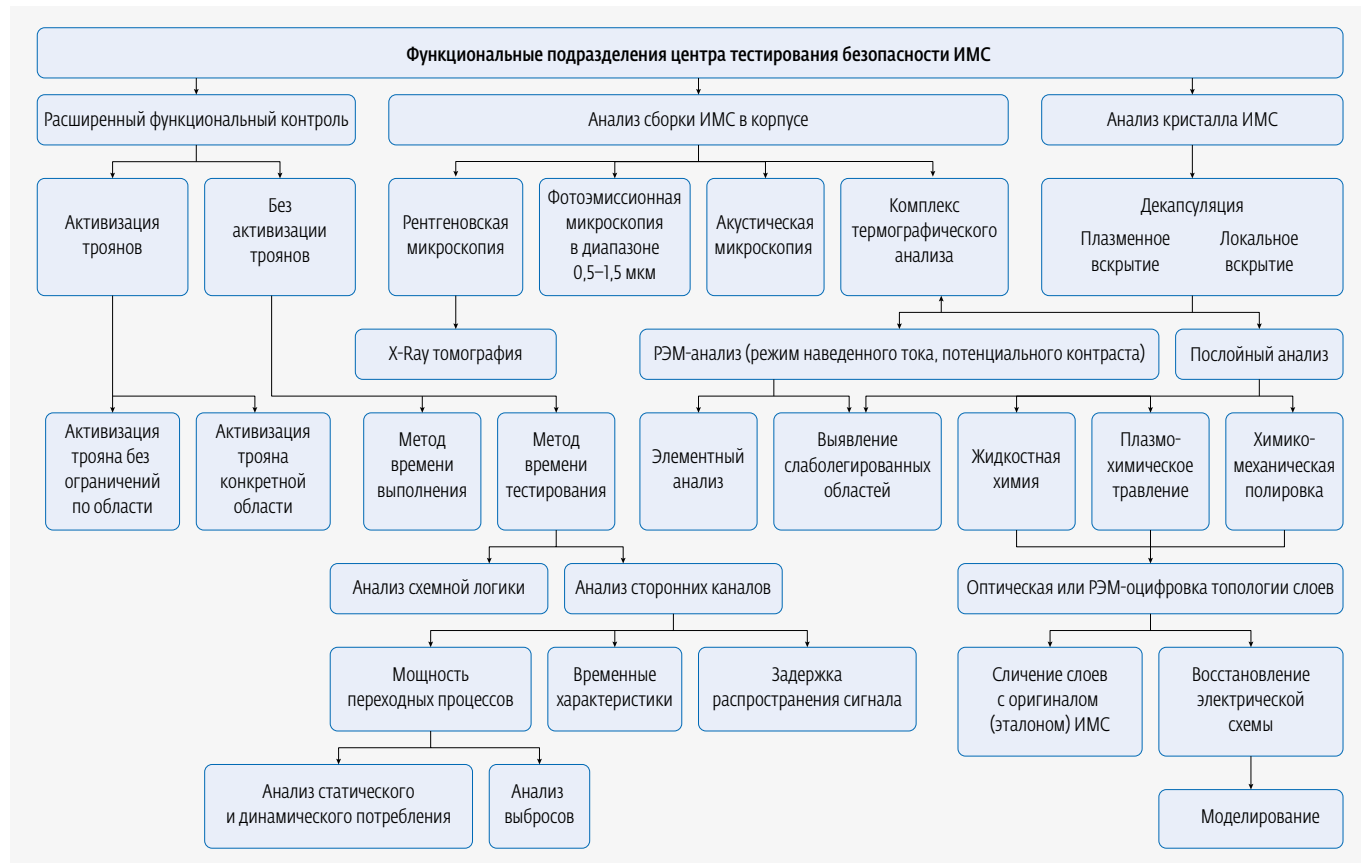 Функциональные подразделения центра тестирования безопасности ИМС
Расширенный функциональный контроль
Анализ сборки ИМС в корпусе
Анализ кристалла ИМС
Активизация
троянов
Без
активизации
троянов
Рентгеновская
микроскопия
Фотоэмиссионная
микроскопия
в диапазоне
0,5–1,5 мкм
Акустическая
микроскопия
Комплекс
термографического
анализа
Декапсуляция
Плазменное
вскрытие
Локальное
вскрытие
X-Ray томография
РЭМ-анализ (режим наведенного тока, потенциального контраста)
Послойный анализ
Активизация
трояна без
ограничений
по области
Активизация
трояна
конкретной
области
Метод
времени
выполнения
Метод
времени
тестирования
Элементный
анализ
Выявление
слаболегированных
областей
Жидкостная
химия
Плазмо-
химическое
травление
Химико-
механическая
полировка
Анализ схемной логики
Анализ сторонних каналов
Оптическая или РЭМ-оцифровка топологии слоев
Мощность
переходных процессов
Временные
характеристики
Задержка
распространения сигнала
Сличение слоев
с оригиналом
(эталоном) ИМС
Восстановление
электрической
схемы
Анализ статического
и динамического потребления
Анализ
выбросов
Моделирование